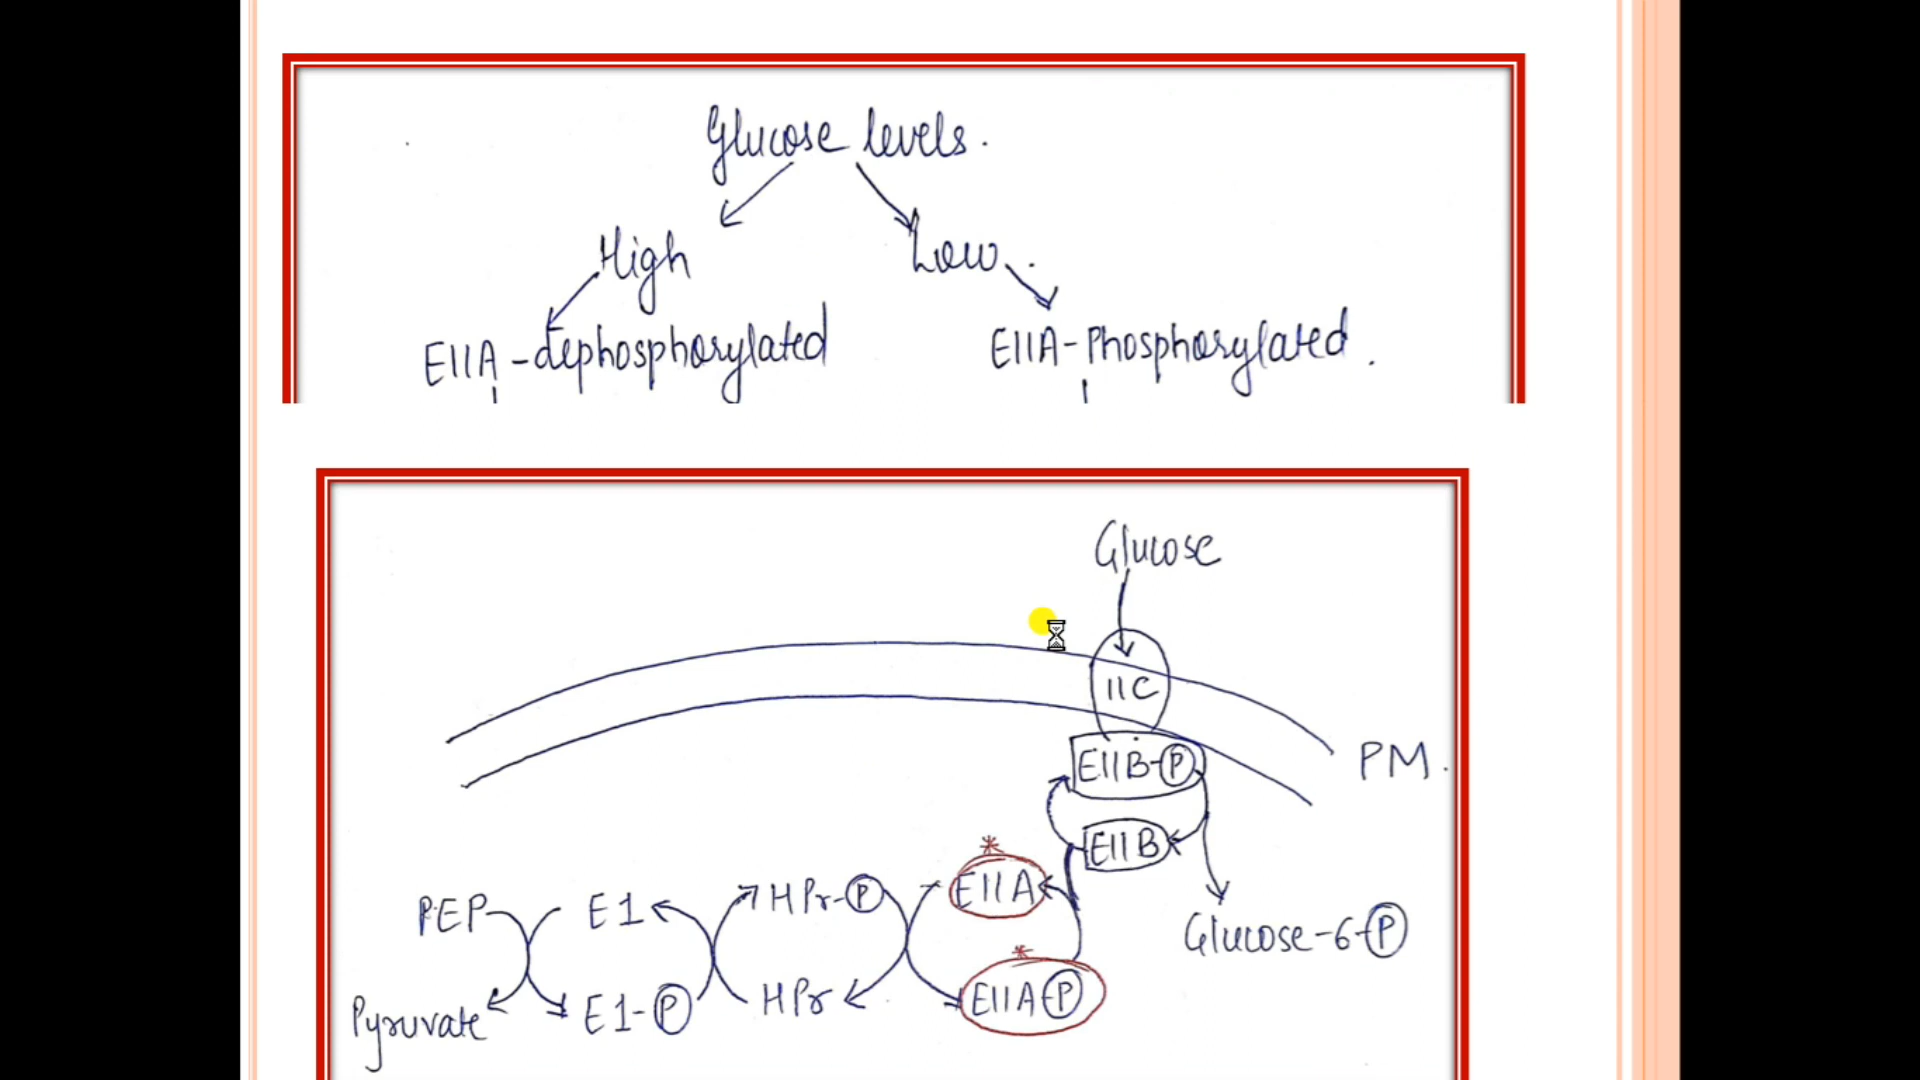 Glucose levels.
High
Low.
EIIA-dephosphorylated
EIIA-Phosphorylated.
Glucose
IIC
EIIB-P
PM.
EIIB
PEP
E1
HPr-P
EIIA
Glucose-6-P
Pyruvate
E1-P
HPr
EIIA-P